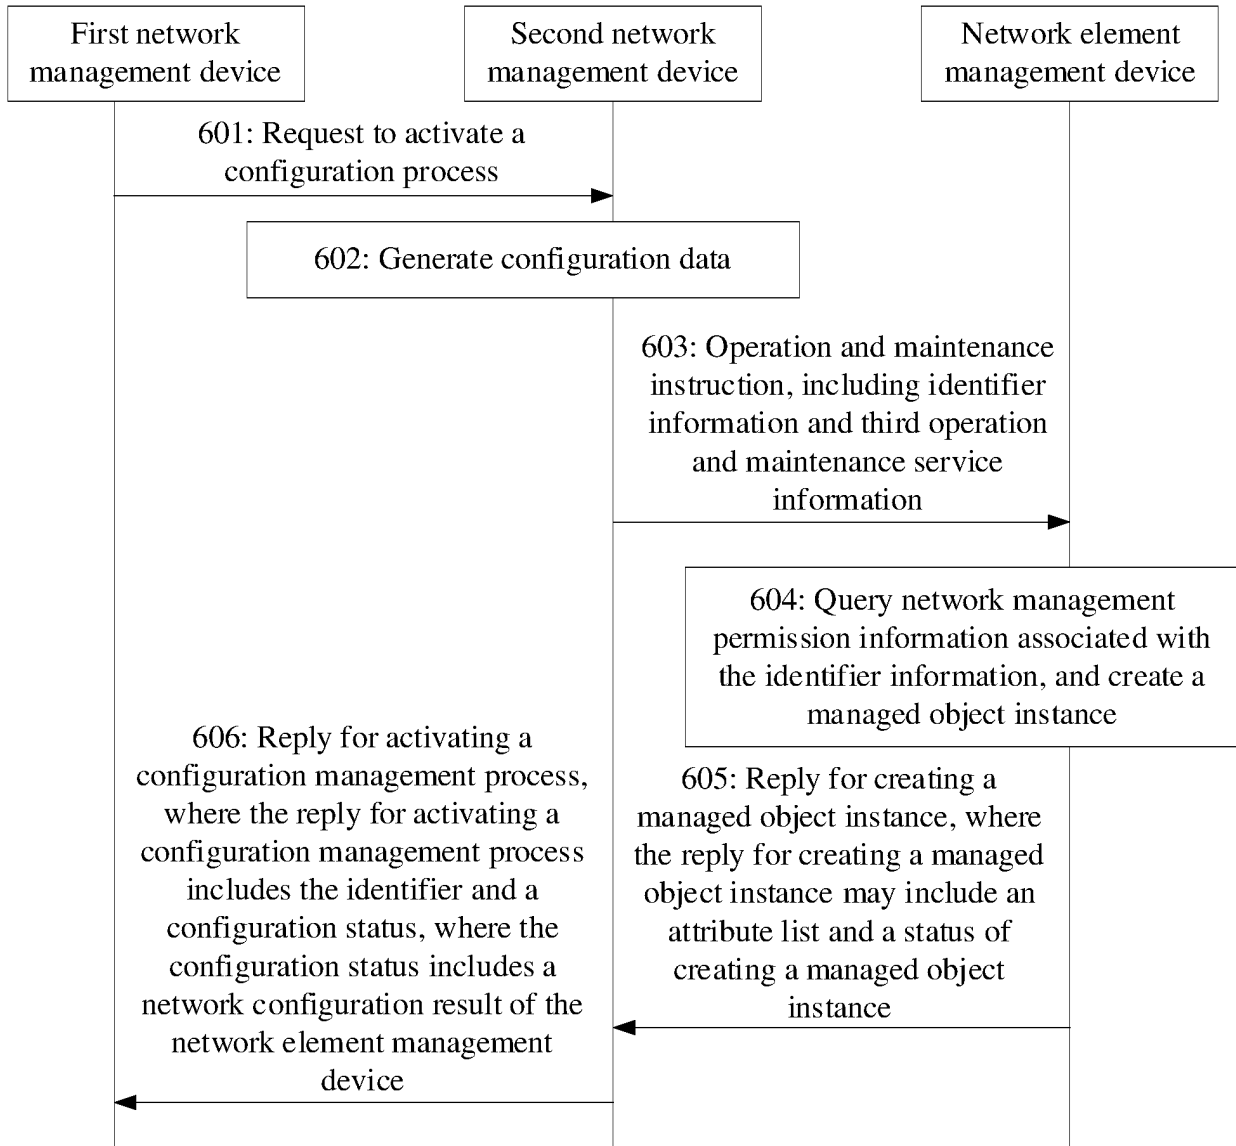 First network
management device
Second network
management device
Network element
management device
601: Request to activate a
configuration process
602: Generate configuration data
603: Operation and maintenance
instruction, including identifier
information and third operation
and maintenance service
information
604: Query network management
permission information associated with
the identifier information, and create a
managed object instance
605: Reply for creating a
managed object instance, where
the reply for creating a managed
object instance may include an
attribute list and a status of
creating a managed object
instance
606: Reply for activating a
configuration management process,
where the reply for activating a
configuration management process
includes the identifier and a
configuration status, where the
configuration status includes a
network configuration result of the
network element management
device